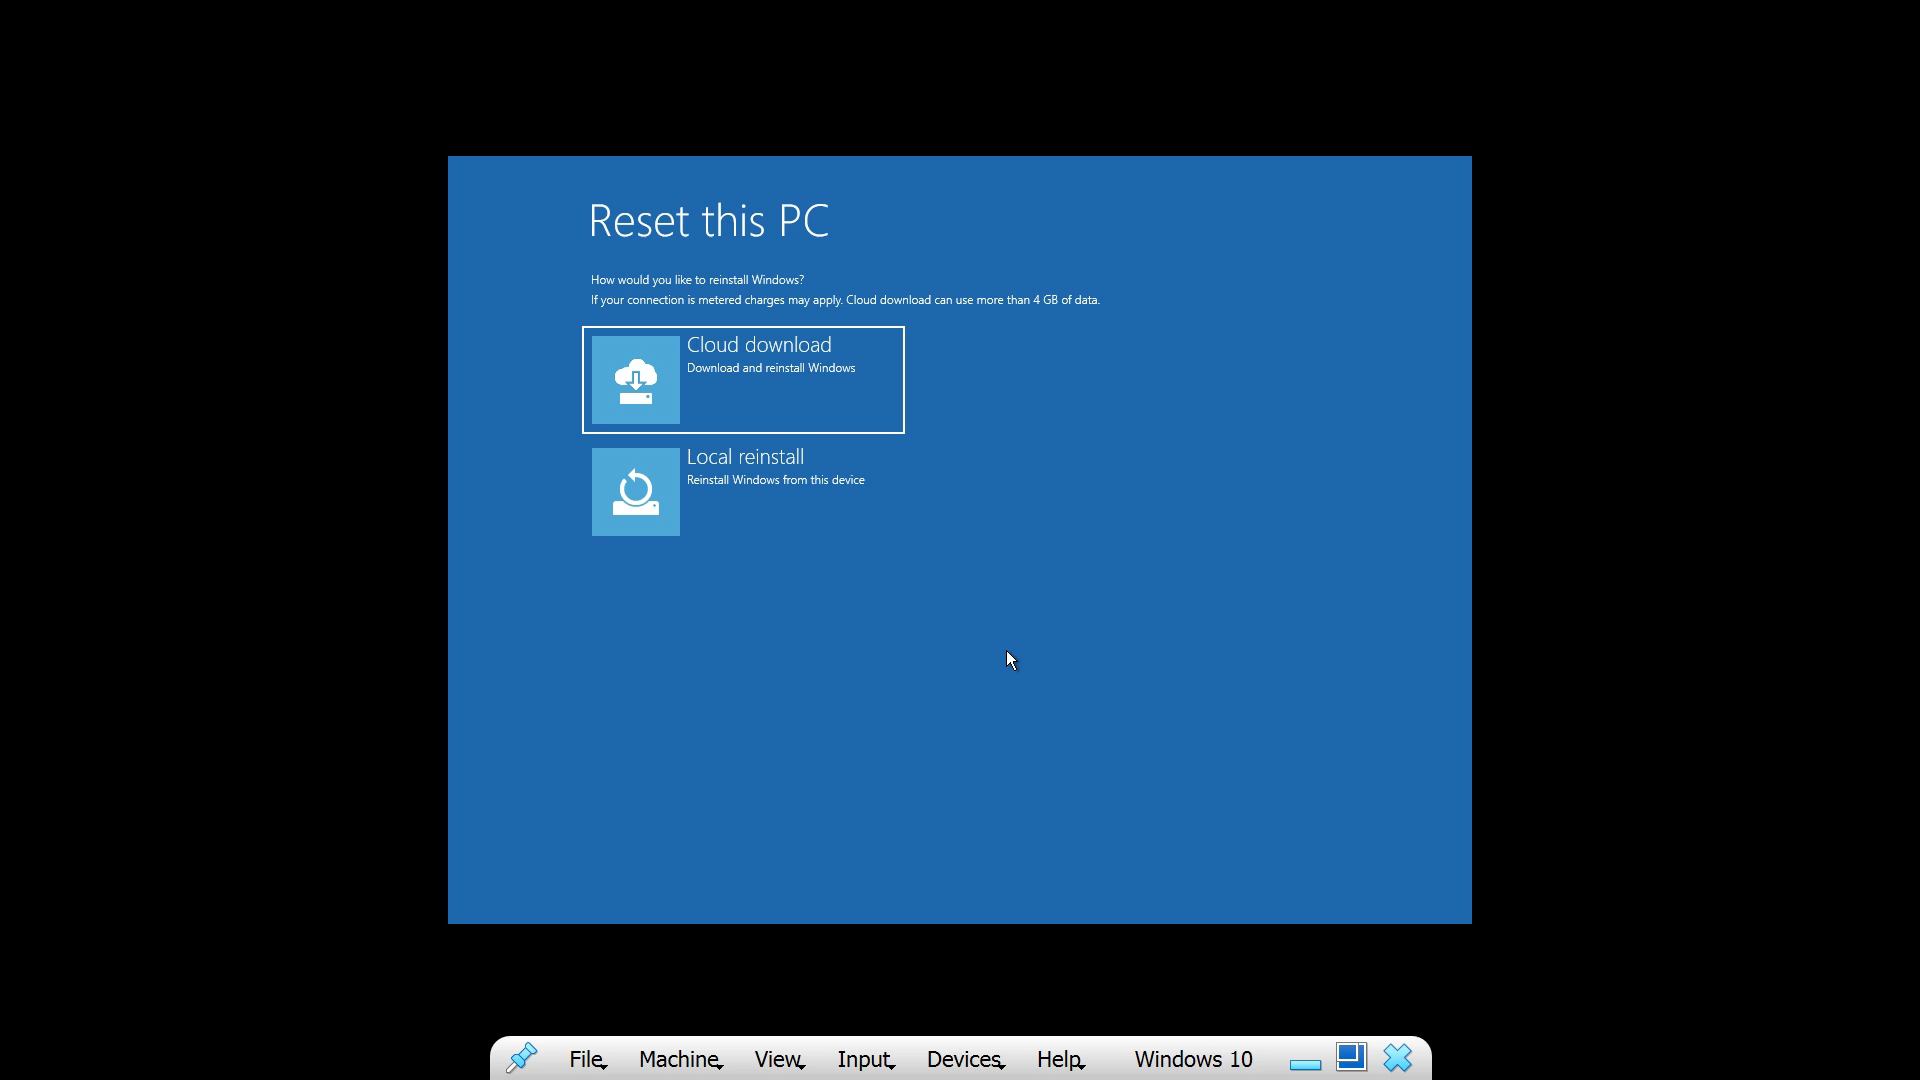 Reset this PC
How would you like to reinstall Windows?
If your connection is metered charges may apply. Cloud download can use more than 4 GB of data.
Cloud download
Download and reinstall Windows
Local reinstall
Reinstall Windows from this device
File Machine View Input Devices Help Windows 10